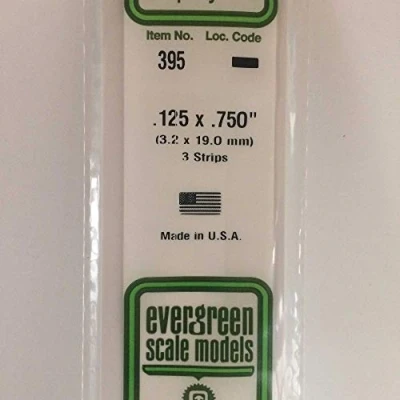 Item No. Loc. Code
395
.125 x .750"
(3.2 x 19.0 mm)
3 Strips
Made in U.S.A.
evergreen
scale models